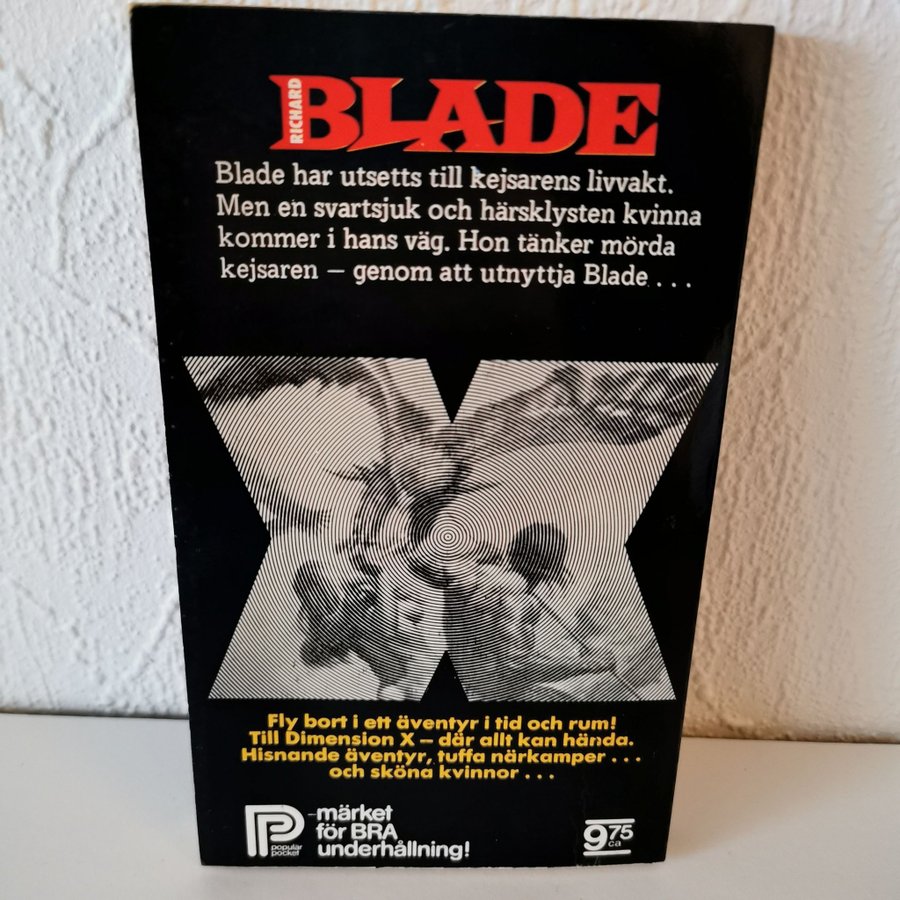 RICHARD BLADE
Blade har utsetts till kejsarens livvakt.
Men en svartsjuk och härsklysten kvinna
kommer i hans väg. Hon tänker mörda
kejsaren – genom att utnyttja Blade . . .
Fly bort i ett äventyr i tid och rum!
Till Dimension X – där allt kan hända.
Hisnande äventyr, tuffa närkamper . . .
och sköna kvinnor . . .
P
popular
pocket
-märket
för BRA
underhållning!
9 75
ca